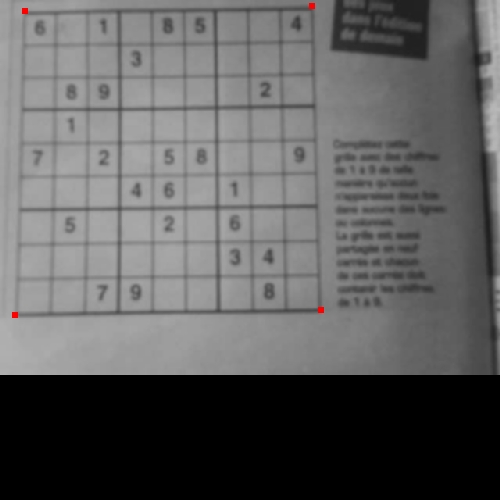 6 1 8 5 4
3
8 9 2
1
7 2 5 8 9
4 6 1
5 2 6
3 4
7 9 8
dans l'édition
de demain
Complétez cette
grille avec des chiffres
de 1 à 9 de telle
manière qu'aucun
n'apparaisse deux fois
dans aucune des lignes
ou colonnes.
La grille est aussi
partagée en neuf
carrés et chacun
de ces carrés doit
contenir les chiffres
de 1 à 9.